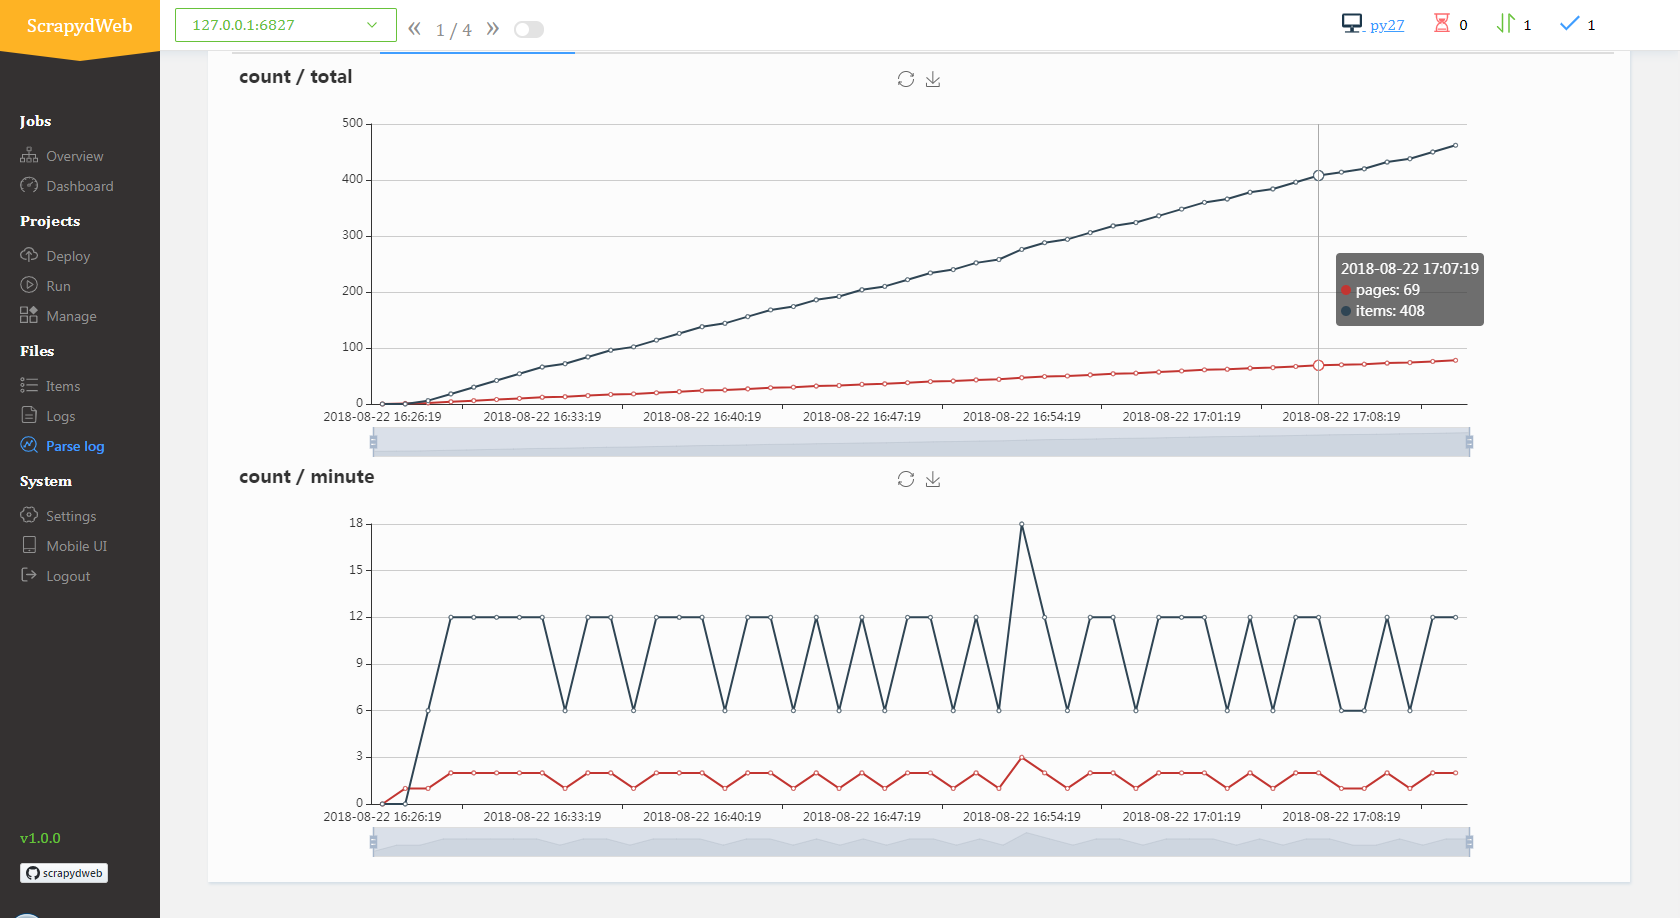 ScrapydWeb
127.0.0.1:6827
1 / 4
py27
0
1
1
Jobs
Overview
Dashboard
Projects
Deploy
Run
Manage
Files
Items
Logs
Parse log
System
Settings
Mobile UI
Logout
v1.0.0
scrapydweb
count / total
500
400
300
200
100
0
2018-08-22 16:26:19
2018-08-22 16:33:19
2018-08-22 16:40:19
2018-08-22 16:47:19
2018-08-22 16:54:19
2018-08-22 17:01:19
2018-08-22 17:08:19
2018-08-22 17:07:19
pages: 69
items: 408
count / minute
18
15
12
9
6
3
0
2018-08-22 16:26:19
2018-08-22 16:33:19
2018-08-22 16:40:19
2018-08-22 16:47:19
2018-08-22 16:54:19
2018-08-22 17:01:19
2018-08-22 17:08:19